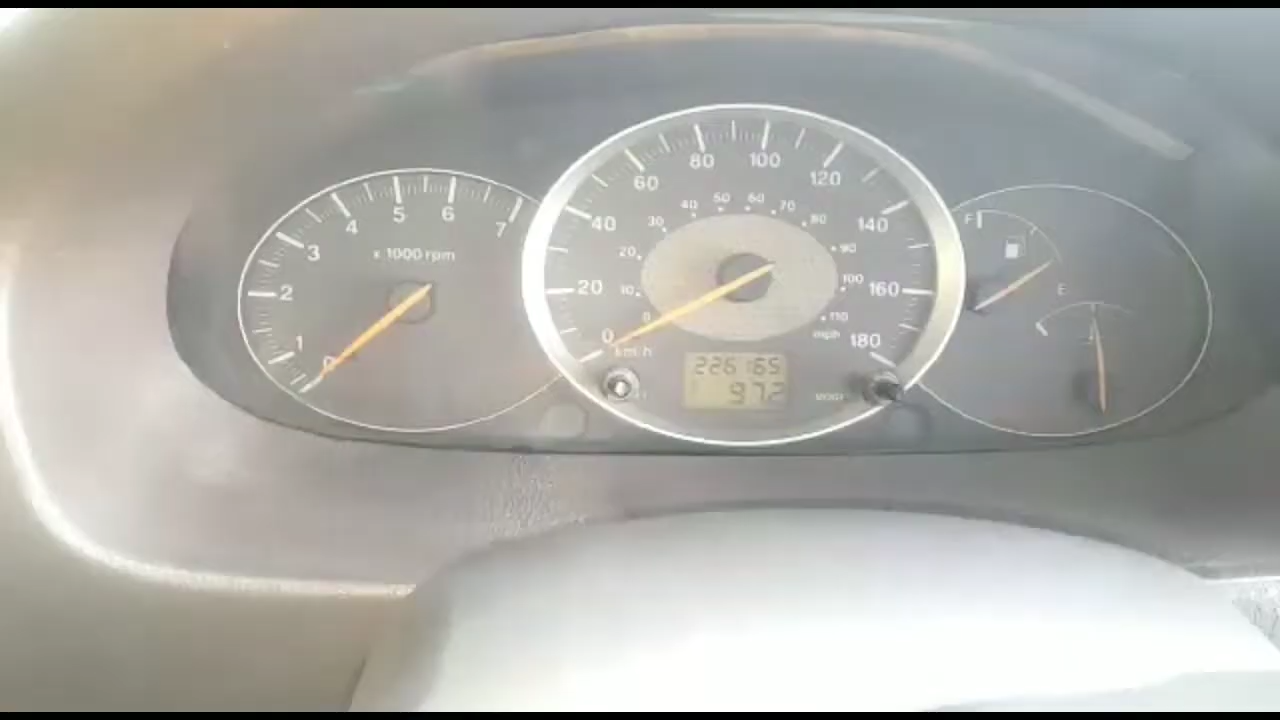 0 1 2 3 4 5 6 7
x 1000 rpm
0 20 40 60 80 100 120 140 160 180
km/h
0 10 20 30 40 50 60 70 80 90 100 110
mph
226165
972
F
E